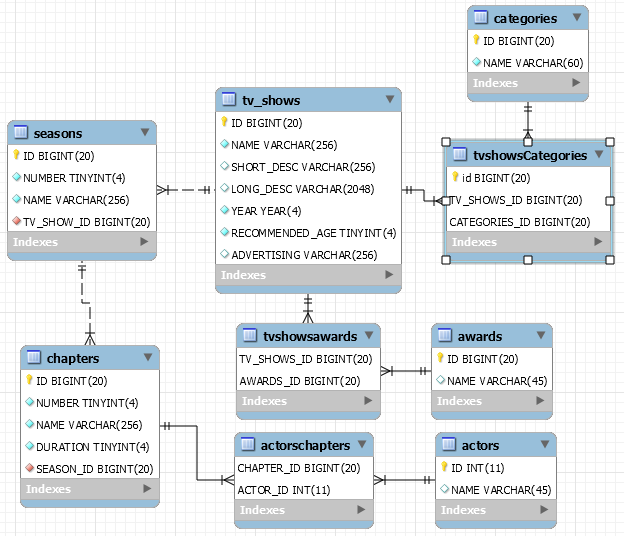 categories
ID BIGINT(20)
NAME VARCHAR(60)
Indexes
tv_shows
ID BIGINT(20)
NAME VARCHAR(256)
SHORT_DESC VARCHAR(256)
LONG_DESC VARCHAR(2048)
YEAR YEAR(4)
RECOMMENDED_AGE TINYINT(4)
ADVERTISING VARCHAR(256)
Indexes
seasons
ID BIGINT(20)
NUMBER TINYINT(4)
NAME VARCHAR(256)
TV_SHOW_ID BIGINT(20)
Indexes
tvshowsCategories
id BIGINT(20)
TV_SHOWS_ID BIGINT(20)
CATEGORIES_ID BIGINT(20)
Indexes
tvshowsawards
TV_SHOWS_ID BIGINT(20)
AWARDS_ID BIGINT(20)
Indexes
awards
ID BIGINT(20)
NAME VARCHAR(45)
Indexes
chapters
ID BIGINT(20)
NUMBER TINYINT(4)
NAME VARCHAR(256)
DURATION TINYINT(4)
SEASON_ID BIGINT(20)
Indexes
actorschapters
CHAPTER_ID BIGINT(20)
ACTOR_ID INT(11)
Indexes
actors
ID INT(11)
NAME VARCHAR(45)
Indexes